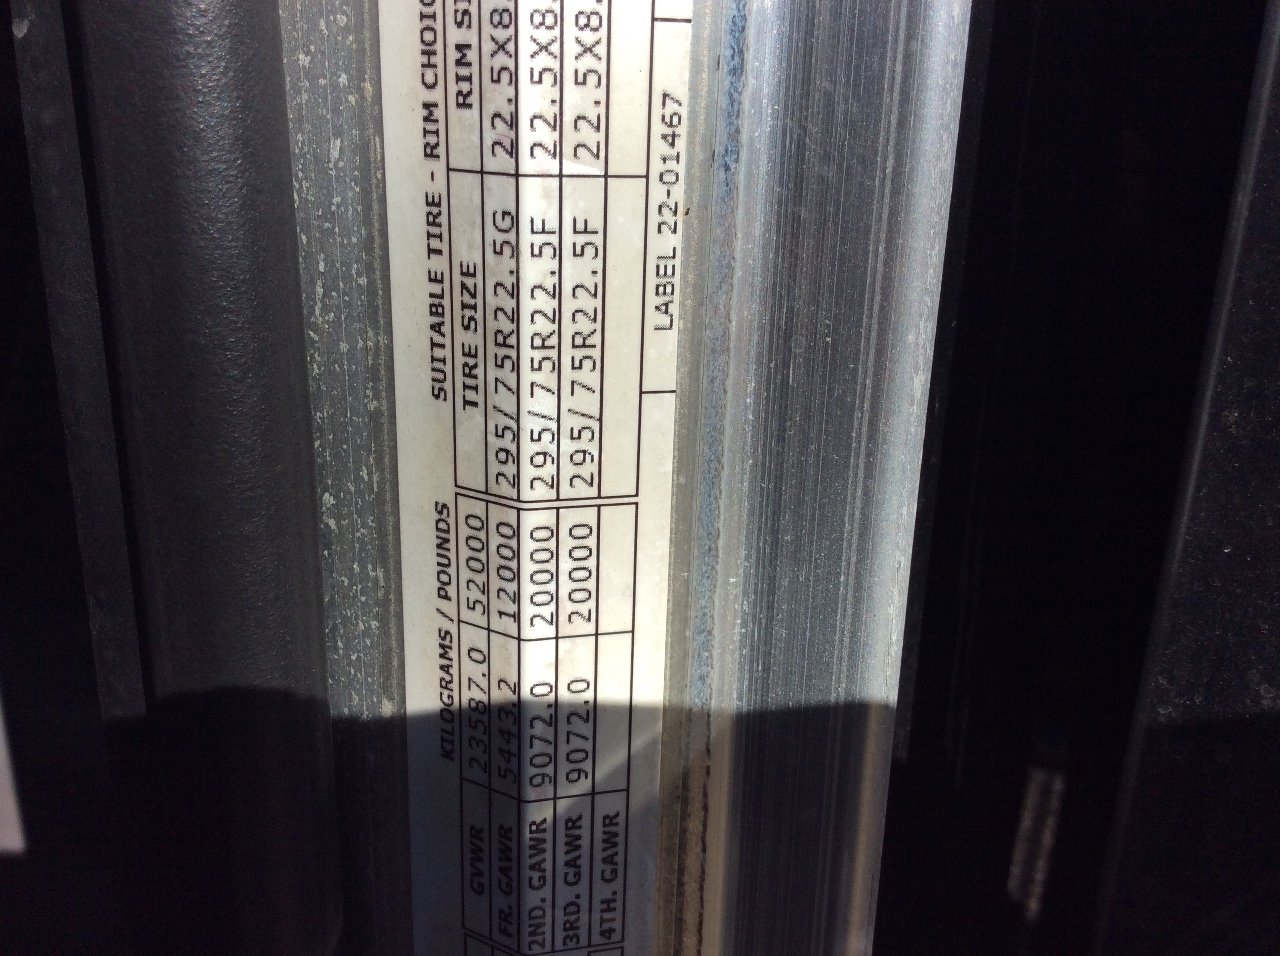 KILOGRAMS / POUNDS SUITABLE TIRE - RIM CHOIC
TIRE SIZE RIM SI
GVWR 23587.0 52000
FR. GAWR 5443.2 12000 295/75R22.5G 22.5X8.
2ND. GAWR 9072.0 20000 295/75R22.5F 22.5X8.
3RD. GAWR 9072.0 20000 295/75R22.5F 22.5X8.
4TH. GAWR
LABEL 22-01467